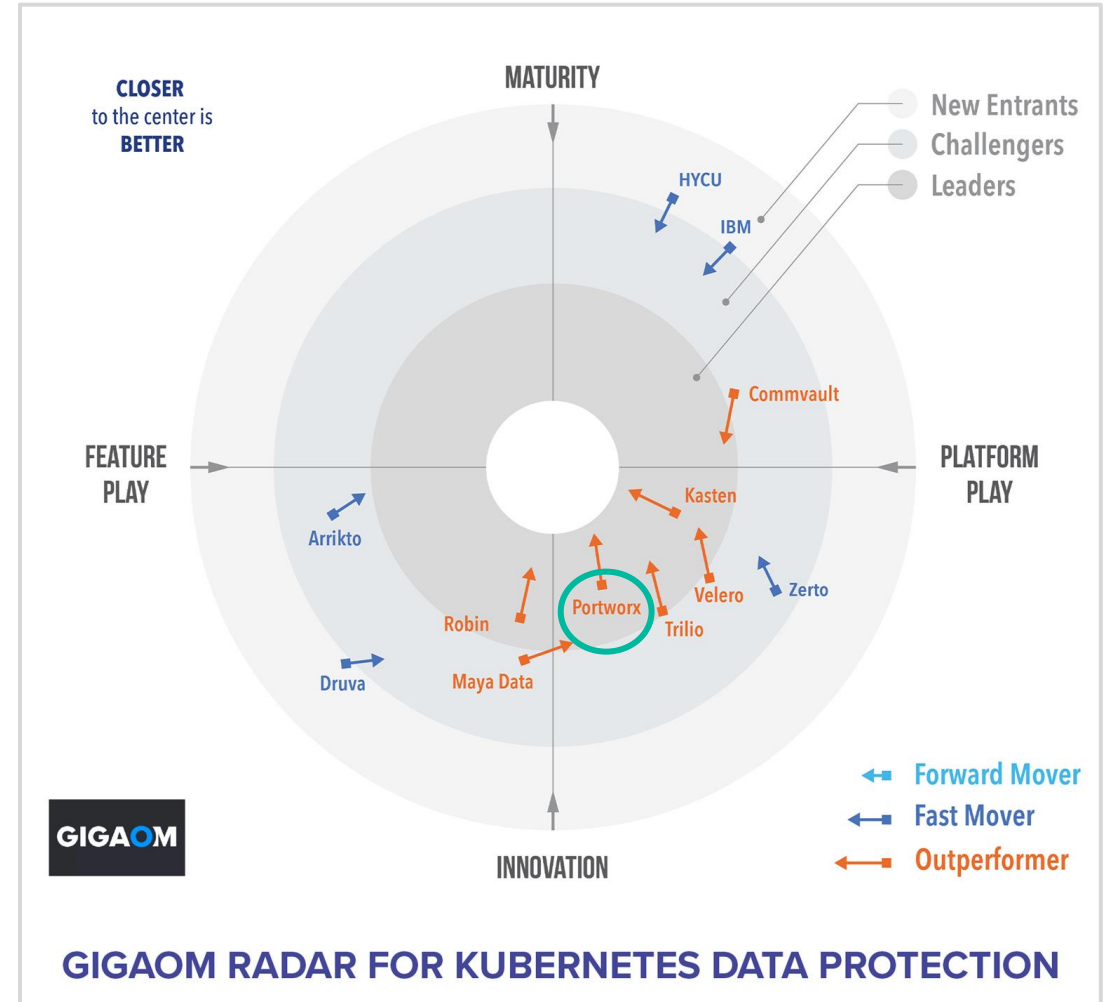 CLOSER
to the center is
BETTER
MATURITY
New Entrants
Challengers
Leaders
HYCU
IBM
Commvault
FEATURE
PLAY
PLATFORM
PLAY
Kasten
Arrikto
Velero
Zerto
Portworx
Robin
Trilio
Maya Data
Druva
Forward Mover
Fast Mover
Outperformer
GIGAOM
INNOVATION
GIGAOM RADAR FOR KUBERNETES DATA PROTECTION